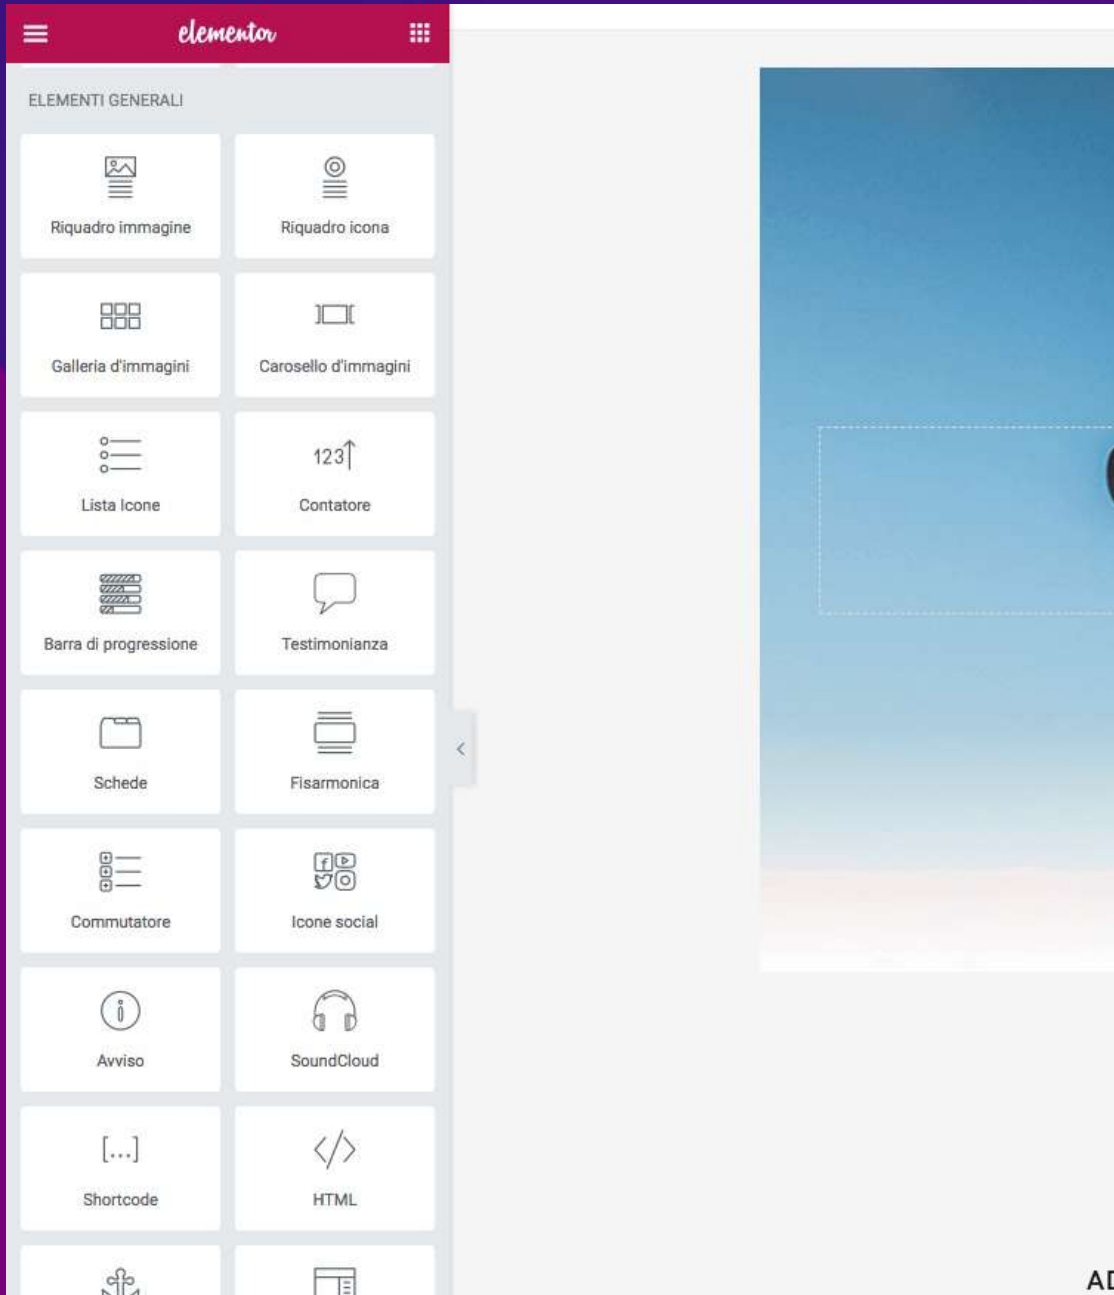 elementor
ELEMENTI GENERALI
Riquadro immagine
Riquadro icona
Galleria d'immagini
Carosello d'immagini
Lista Icone
123
Contatore
Barra di progressione
Testimonianza
Schede
Fisarmonica
Commutatore
Icone social
Avviso
SoundCloud
[...]
Shortcode
</>
HTML